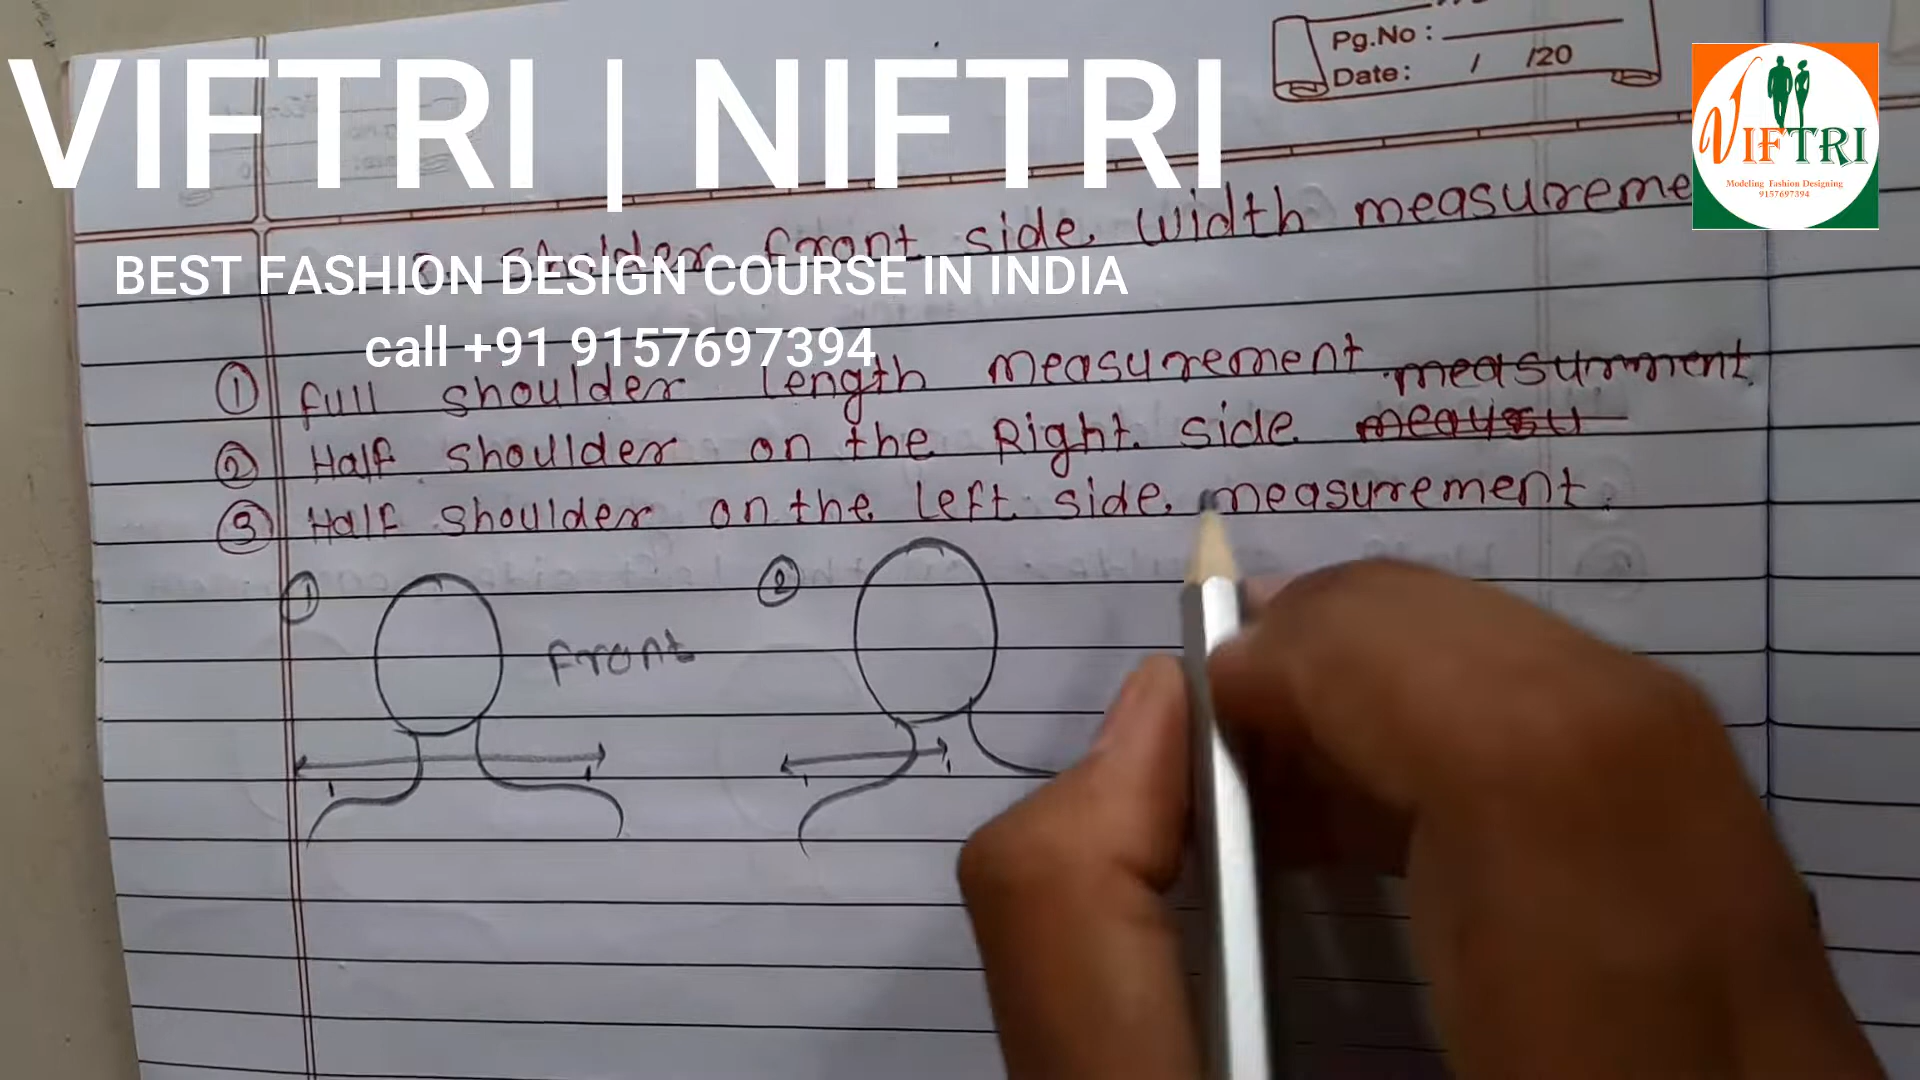 Pg.No :
Date: / /20
VIFTRI | NIFTRI
VIFTRI
Modeling Fashion Designing
9157697394
front side width measureme
BEST FASHION DESIGN COURSE IN INDIA
call +91 9157697394
① full shoulder length measurement measurment
② Half shoulder on the Right side
③ Half shoulder on the left side measurement.
① front ②